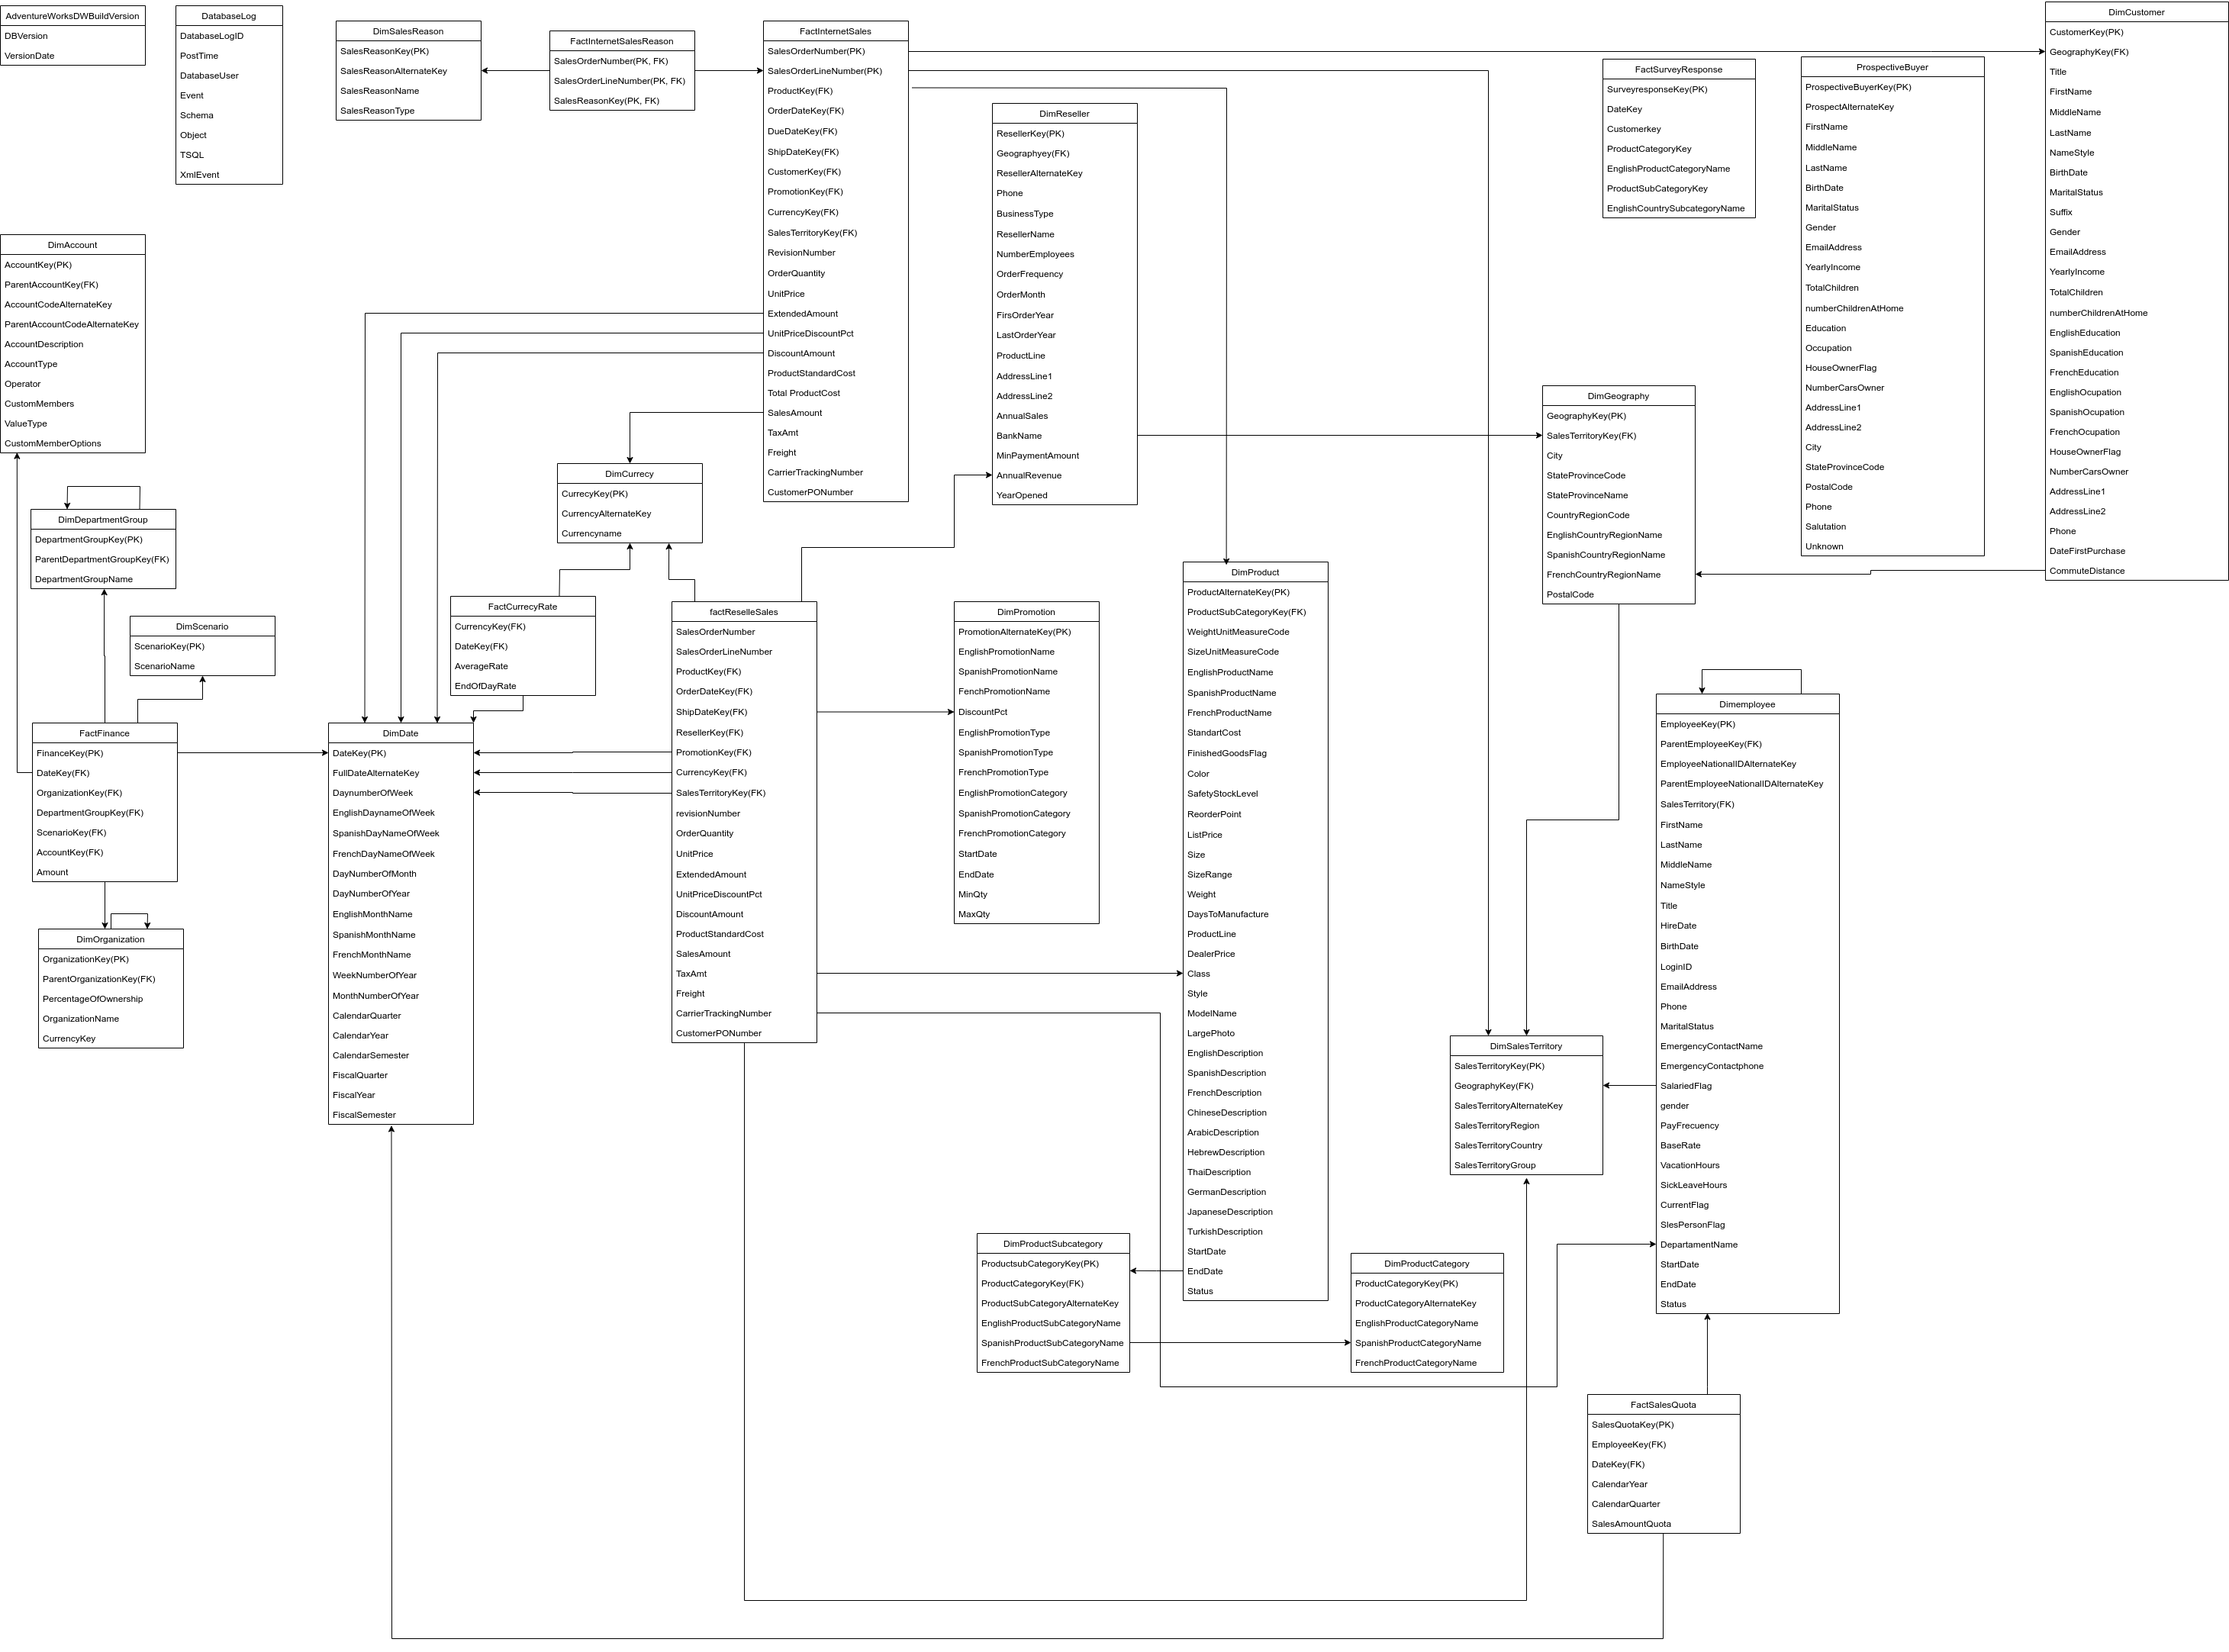 AdventureWorksDWBuildVersion
DBVersion
VersionDate
DatabaseLog
DatabaseLogID
PostTime
DatabaseUser
Event
Schema
Object
TSQL
XmlEvent
DimSalesReason
SalesReasonKey(PK)
SalesReasonAlternateKey
SalesReasonName
SalesReasonType
FactInternetSalesReason
SalesOrderNumber(PK, FK)
SalesOrderLineNumber(PK, FK)
SalesReasonKey(PK, FK)
FactInternetSales
SalesOrderNumber(PK)
SalesOrderLineNumber(PK)
ProductKey(FK)
OrderDateKey(FK)
DueDateKey(FK)
ShipDateKey(FK)
CustomerKey(FK)
PromotionKey(FK)
CurrencyKey(FK)
SalesTerritoryKey(FK)
RevisionNumber
OrderQuantity
UnitPrice
ExtendedAmount
UnitPriceDiscountPct
DiscountAmount
ProductStandardCost
Total ProductCost
SalesAmount
TaxAmt
Freight
CarrierTrackingNumber
CustomerPONumber
DimReseller
ResellerKey(PK)
Geographyey(FK)
ResellerAlternateKey
Phone
BusinessType
ResellerName
NumberEmployees
OrderFrequency
OrderMonth
FirsOrderYear
LastOrderYear
ProductLine
AddressLine1
AddressLine2
AnnualSales
BankName
MinPaymentAmount
AnnualRevenue
YearOpened
FactSurveyResponse
SurveyresponseKey(PK)
DateKey
Customerkey
ProductCategoryKey
EnglishProductCategoryName
ProductSubCategoryKey
EnglishCountrySubcategoryName
ProspectiveBuyer
ProspectiveBuyerKey(PK)
ProspectAlternateKey
FirstName
MiddleName
LastName
BirthDate
MaritalStatus
Gender
EmailAddress
YearlyIncome
TotalChildren
numberChildrenAtHome
Education
Occupation
HouseOwnerFlag
NumberCarsOwner
AddressLine1
AddressLine2
City
StateProvinceCode
PostalCode
Phone
Salutation
Unknown
DimCustomer
CustomerKey(PK)
GeographyKey(FK)
Title
FirstName
MiddleName
LastName
NameStyle
BirthDate
MaritalStatus
Suffix
Gender
EmailAddress
YearlyIncome
TotalChildren
numberChildrenAtHome
EnglishEducation
SpanishEducation
FrenchEducation
EnglishOcupation
SpanishOcupation
FrenchOcupation
HouseOwnerFlag
NumberCarsOwner
AddressLine1
AddressLine2
Phone
DateFirstPurchase
CommuteDistance
DimAccount
AccountKey(PK)
ParentAccountKey(FK)
AccountCodeAlternateKey
ParentAccountCodeAlternateKey
AccountDescription
AccountType
Operator
CustomMembers
ValueType
CustomMemberOptions
DimGeography
GeographyKey(PK)
SalesTerritoryKey(FK)
City
StateProvinceCode
StateProvinceName
CountryRegionCode
EnglishCountryRegionName
SpanishCountryRegionName
FrenchCountryRegionName
PostalCode
DimCurrecy
CurrecyKey(PK)
CurrencyAlternateKey
Currencyname
DimDepartmentGroup
DepartmentGroupKey(PK)
ParentDepartmentGroupKey(FK)
DepartmentGroupName
DimScenario
ScenarioKey(PK)
ScenarioName
FactCurrecyRate
CurrencyKey(FK)
DateKey(FK)
AverageRate
EndOfDayRate
factReselleSales
SalesOrderNumber
SalesOrderLineNumber
ProductKey(FK)
OrderDateKey(FK)
ShipDateKey(FK)
ResellerKey(FK)
PromotionKey(FK)
CurrencyKey(FK)
SalesTerritoryKey(FK)
revisionNumber
OrderQuantity
UnitPrice
ExtendedAmount
UnitPriceDiscountPct
DiscountAmount
ProductStandardCost
SalesAmount
TaxAmt
Freight
CarrierTrackingNumber
CustomerPONumber
DimPromotion
PromotionAlternateKey(PK)
EnglishPromotionName
SpanishPromotionName
FenchPromotionName
DiscountPct
EnglishPromotionType
SpanishPromotionType
FrenchPromotionType
EnglishPromotionCategory
SpanishPromotionCategory
FrenchPromotionCategory
StartDate
EndDate
MinQty
MaxQty
DimProduct
ProductAlternateKey(PK)
ProductSubCategoryKey(FK)
WeightUnitMeasureCode
SizeUnitMeasureCode
EnglishProductName
SpanishProductName
FrenchProductName
StandartCost
FinishedGoodsFlag
Color
SafetyStockLevel
ReorderPoint
ListPrice
Size
SizeRange
Weight
DaysToManufacture
ProductLine
DealerPrice
Class
Style
ModelName
LargePhoto
EnglishDescription
SpanishDescription
FrenchDescription
ChineseDescription
ArabicDescription
HebrewDescription
ThaiDescription
GermanDescription
JapaneseDescription
TurkishDescription
StartDate
EndDate
Status
FactFinance
FinanceKey(PK)
DateKey(FK)
OrganizationKey(FK)
DepartmentGroupKey(FK)
ScenarioKey(FK)
AccountKey(FK)
Amount
DimDate
DateKey(PK)
FullDateAlternateKey
DaynumberOfWeek
EnglishDaynameOfWeek
SpanishDayNameOfWeek
FrenchDayNameOfWeek
DayNumberOfMonth
DayNumberOfYear
EnglishMonthName
SpanishMonthName
FrenchMonthName
WeekNumberOfYear
MonthNumberOfYear
CalendarQuarter
CalendarYear
CalendarSemester
FiscalQuarter
FiscalYear
FiscalSemester
Dimemployee
EmployeeKey(PK)
ParentEmployeeKey(FK)
EmployeeNationalIDAlternateKey
ParentEmployeeNationalIDAlternateKey
SalesTerritory(FK)
FirstName
LastName
MiddleName
NameStyle
Title
HireDate
BirthDate
LoginID
EmailAddress
Phone
MaritalStatus
EmergencyContactName
EmergencyContactphone
SalariedFlag
gender
PayFrecuency
BaseRate
VacationHours
SickLeaveHours
CurrentFlag
SlesPersonFlag
DepartamentName
StartDate
EndDate
Status
DimOrganization
OrganizationKey(PK)
ParentOrganizationKey(FK)
PercentageOfOwnership
OrganizationName
CurrencyKey
DimSalesTerritory
SalesTerritoryKey(PK)
GeographyKey(FK)
SalesTerritoryAlternateKey
SalesTerritoryRegion
SalesTerritoryCountry
SalesTerritoryGroup
DimProductSubcategory
ProductsubCategoryKey(PK)
ProductCategoryKey(FK)
ProductSubCategoryAlternateKey
EnglishProductSubCategoryName
SpanishProductSubCategoryName
FrenchProductSubCategoryName
DimProductCategory
ProductCategoryKey(PK)
ProductCategoryAlternateKey
EnglishProductCategoryName
SpanishProductCategoryName
FrenchProductCategoryName
FactSalesQuota
SalesQuotaKey(PK)
EmployeeKey(FK)
DateKey(FK)
CalendarYear
CalendarQuarter
SalesAmountQuota